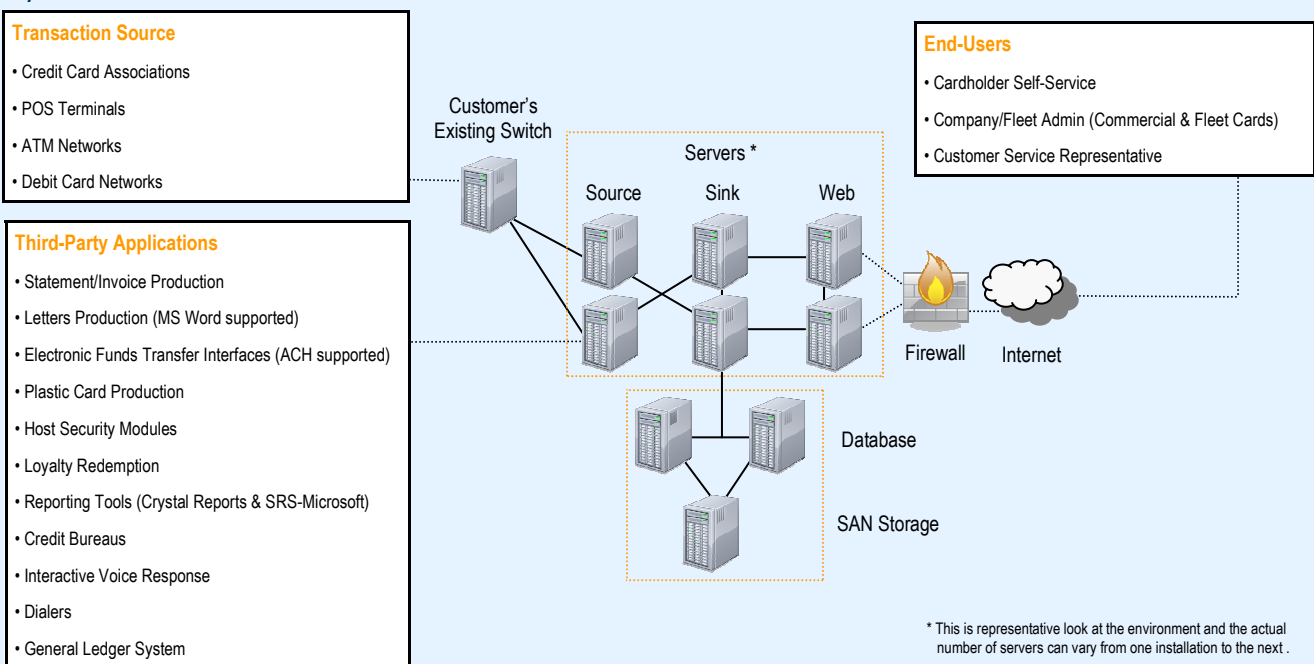 Transaction Source
• Credit Card Associations
• POS Terminals
• ATM Networks
• Debit Card Networks
Third-Party Applications
• Statement/Invoice Production
• Letters Production (MS Word supported)
• Electronic Funds Transfer Interfaces (ACH supported)
• Plastic Card Production
• Host Security Modules
• Loyalty Redemption
• Reporting Tools (Crystal Reports & SRS-Microsoft)
• Credit Bureaus
• Interactive Voice Response
• Dialers
• General Ledger System
Customer's
Existing Switch
Servers *
Source
Sink
Web
Database
SAN Storage
Firewall
Internet
End-Users
• Cardholder Self-Service
• Company/Fleet Admin (Commercial & Fleet Cards)
• Customer Service Representative
* This is representative look at the environment and the actual
number of servers can vary from one installation to the next .